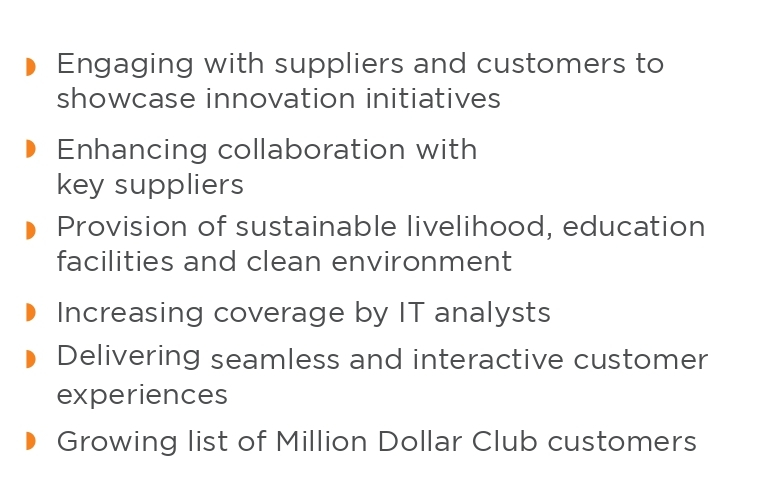 Engaging with suppliers and customers to
showcase innovation initiatives
Enhancing collaboration with
key suppliers
Provision of sustainable livelihood, education
facilities and clean environment
Increasing coverage by IT analysts
Delivering seamless and interactive customer
experiences
Growing list of Million Dollar Club customers